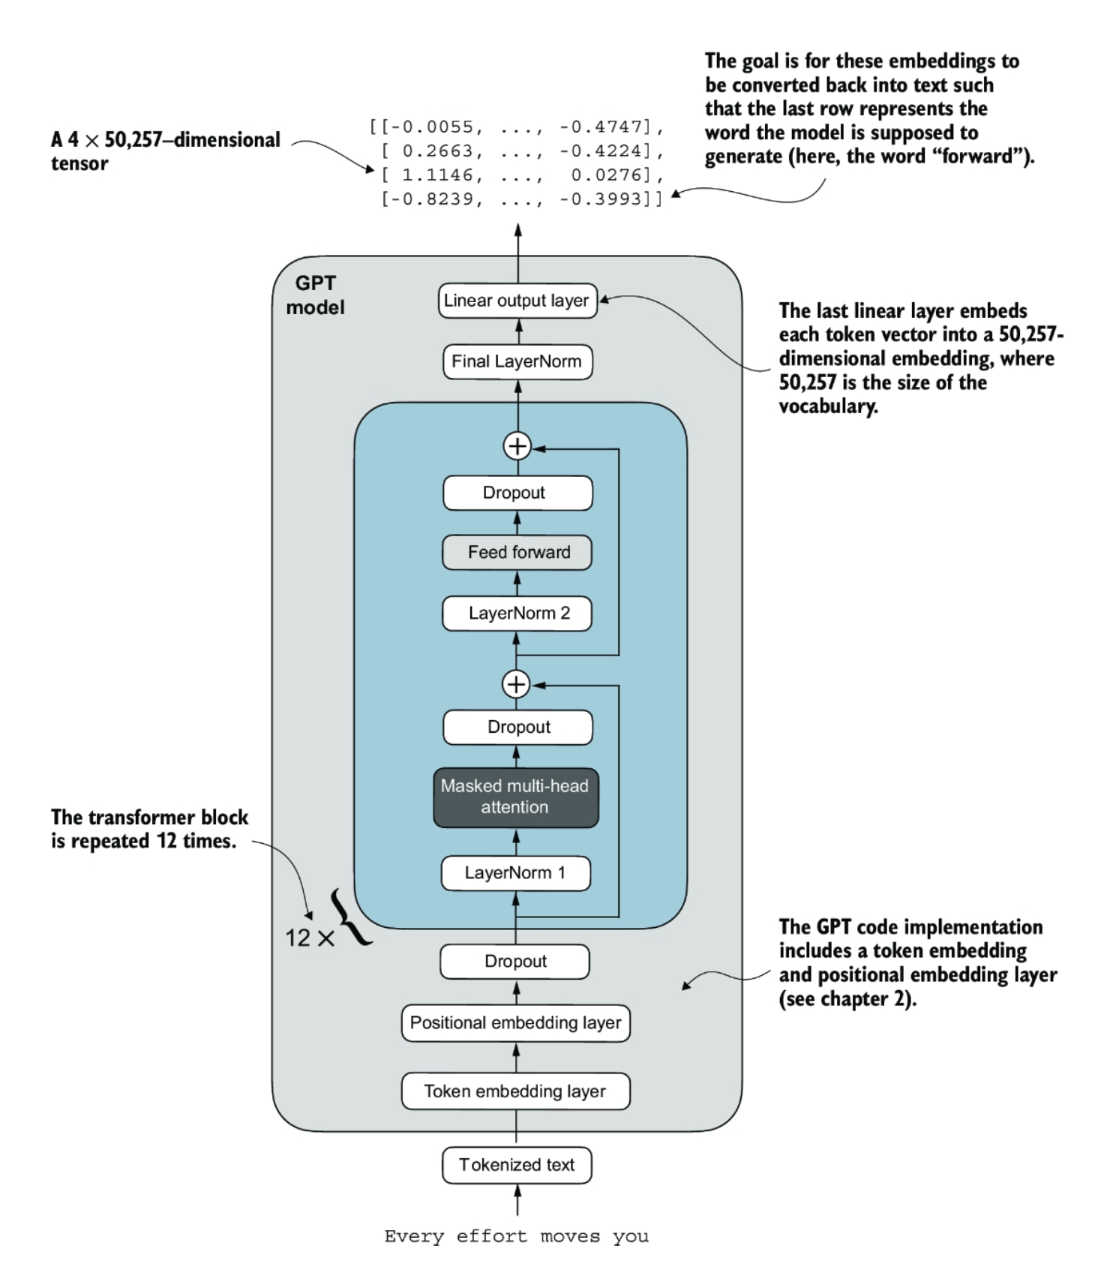 The goal is for these embeddings to
be converted back into text such
that the last row represents the
word the model is supposed to
generate (here, the word “forward”).
A 4 × 50,257–dimensional
tensor
[[-0.0055, ..., -0.4747],
[ 0.2663, ..., -0.4224],
[ 1.1146, ..., 0.0276],
[-0.8239, ..., -0.3993]]
GPT
model
Linear output layer
The last linear layer embeds
each token vector into a 50,257-
dimensional embedding, where
50,257 is the size of the
vocabulary.
Final LayerNorm
+
Dropout
Feed forward
LayerNorm 2
+
Dropout
Masked multi-head
attention
The transformer block
is repeated 12 times.
LayerNorm 1
12 × {
Dropout
The GPT code implementation
includes a token embedding
and positional embedding layer
(see chapter 2).
Positional embedding layer
Token embedding layer
Tokenized text
Every effort moves you